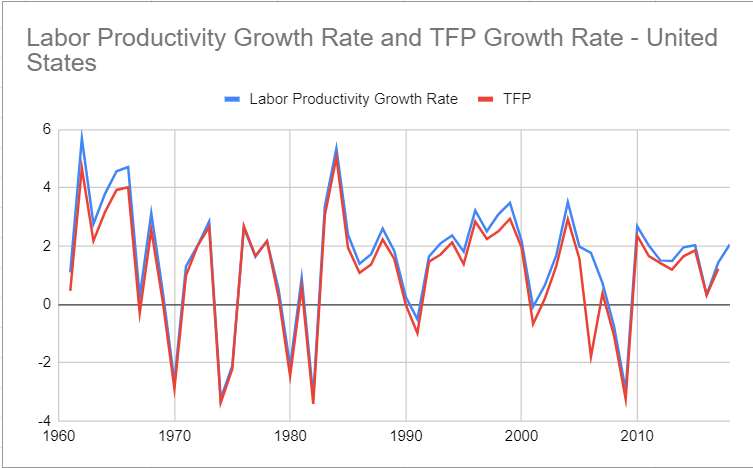 Labor Productivity Growth Rate and TFP Growth Rate - United
States
Labor Productivity Growth Rate TFP
6
4
2
0
-2
-4
1960 1970 1980 1990 2000 2010